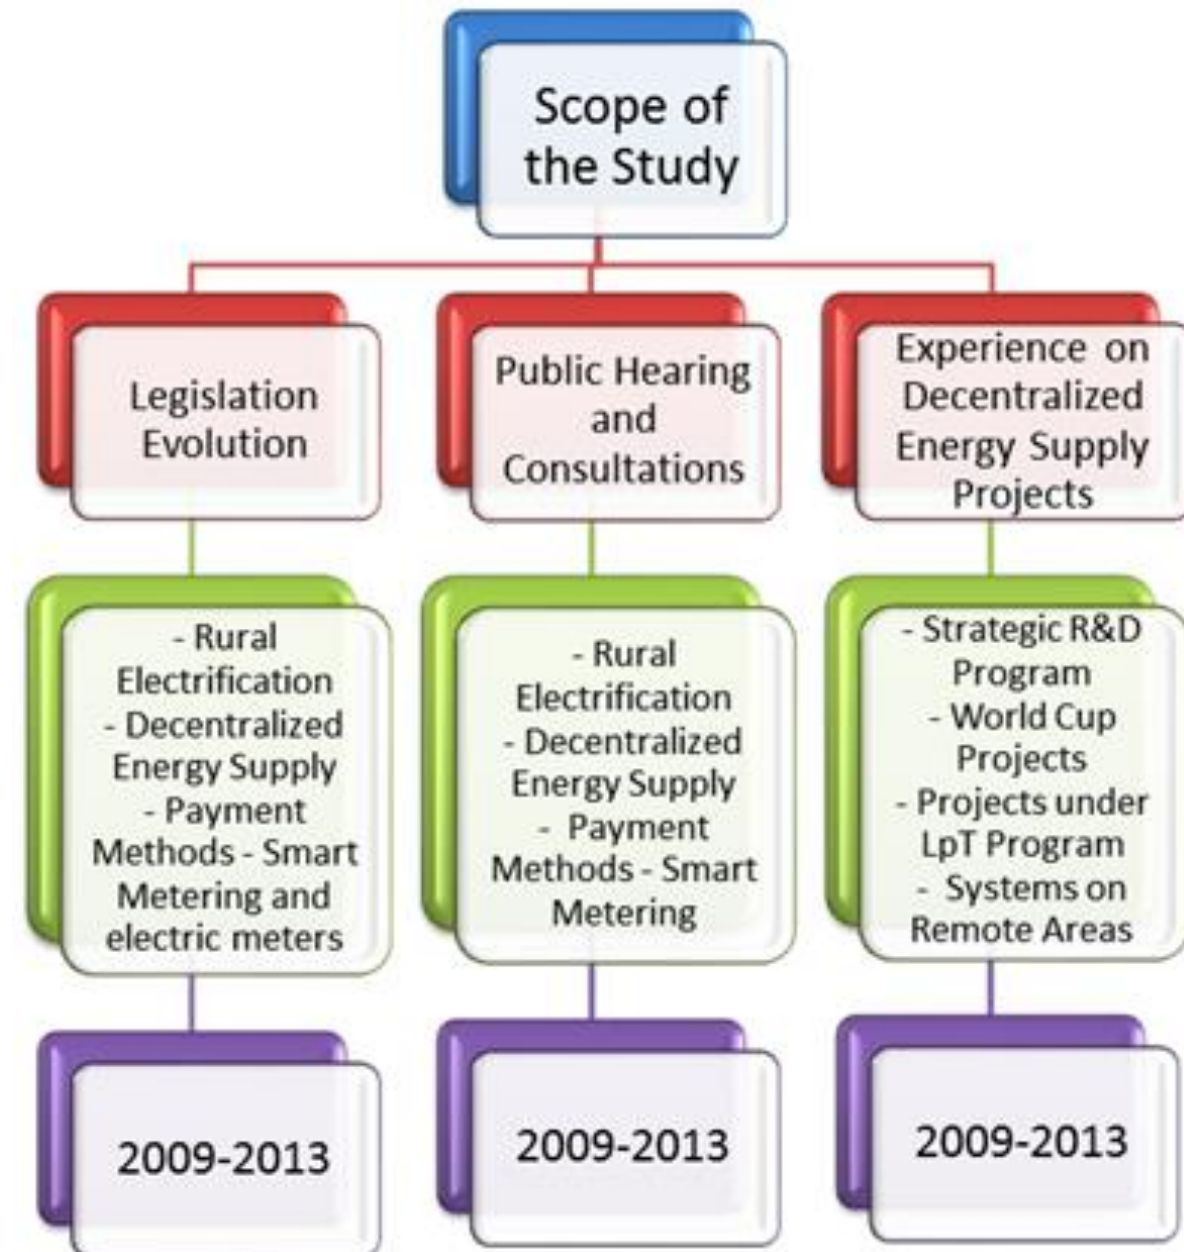 Scope of
the Study
Legislation
Evolution
Public Hearing
and
Consultations
Experience on
Decentralized
Energy Supply
Projects
- Rural
Electrification
- Decentralized
Energy Supply
- Payment
Methods - Smart
Metering and
electric meters
- Rural
Electrification
- Decentralized
Energy Supply
- Payment
Methods - Smart
Metering
- Strategic R&D
Program
- World Cup
Projects
- Projects under
LpT Program
- Systems on
Remote Areas
2009-2013
2009-2013
2009-2013